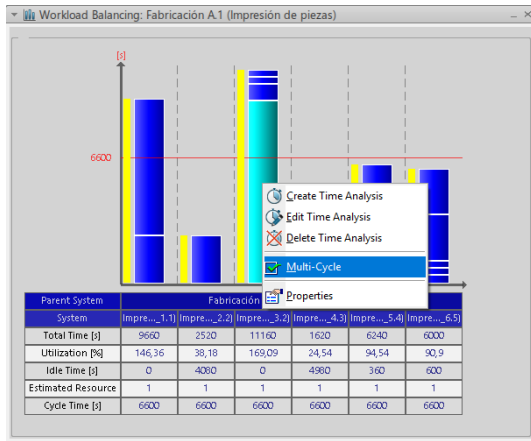 Workload Balancing: Fabricación A.1 (Impresión de piezas)
[s]
6600
Create Time Analysis
Edit Time Analysis
Delete Time Analysis
Multi-Cycle
Properties
Parent System Fabricación
System Impre..._1.1) Impre..._2.2) Impre..._3.2) Impre..._4.3) Impre..._5.4) Impre..._6.5)
Total Time [s] 9660 2520 11160 1620 6240 6000
Utilization [%] 146,36 38,18 169,09 24,54 94,54 90,9
Idle Time [s] 0 4080 0 4980 360 600
Estimated Resource 1 1 1 1 1 1
Cycle Time [s] 6600 6600 6600 6600 6600 6600